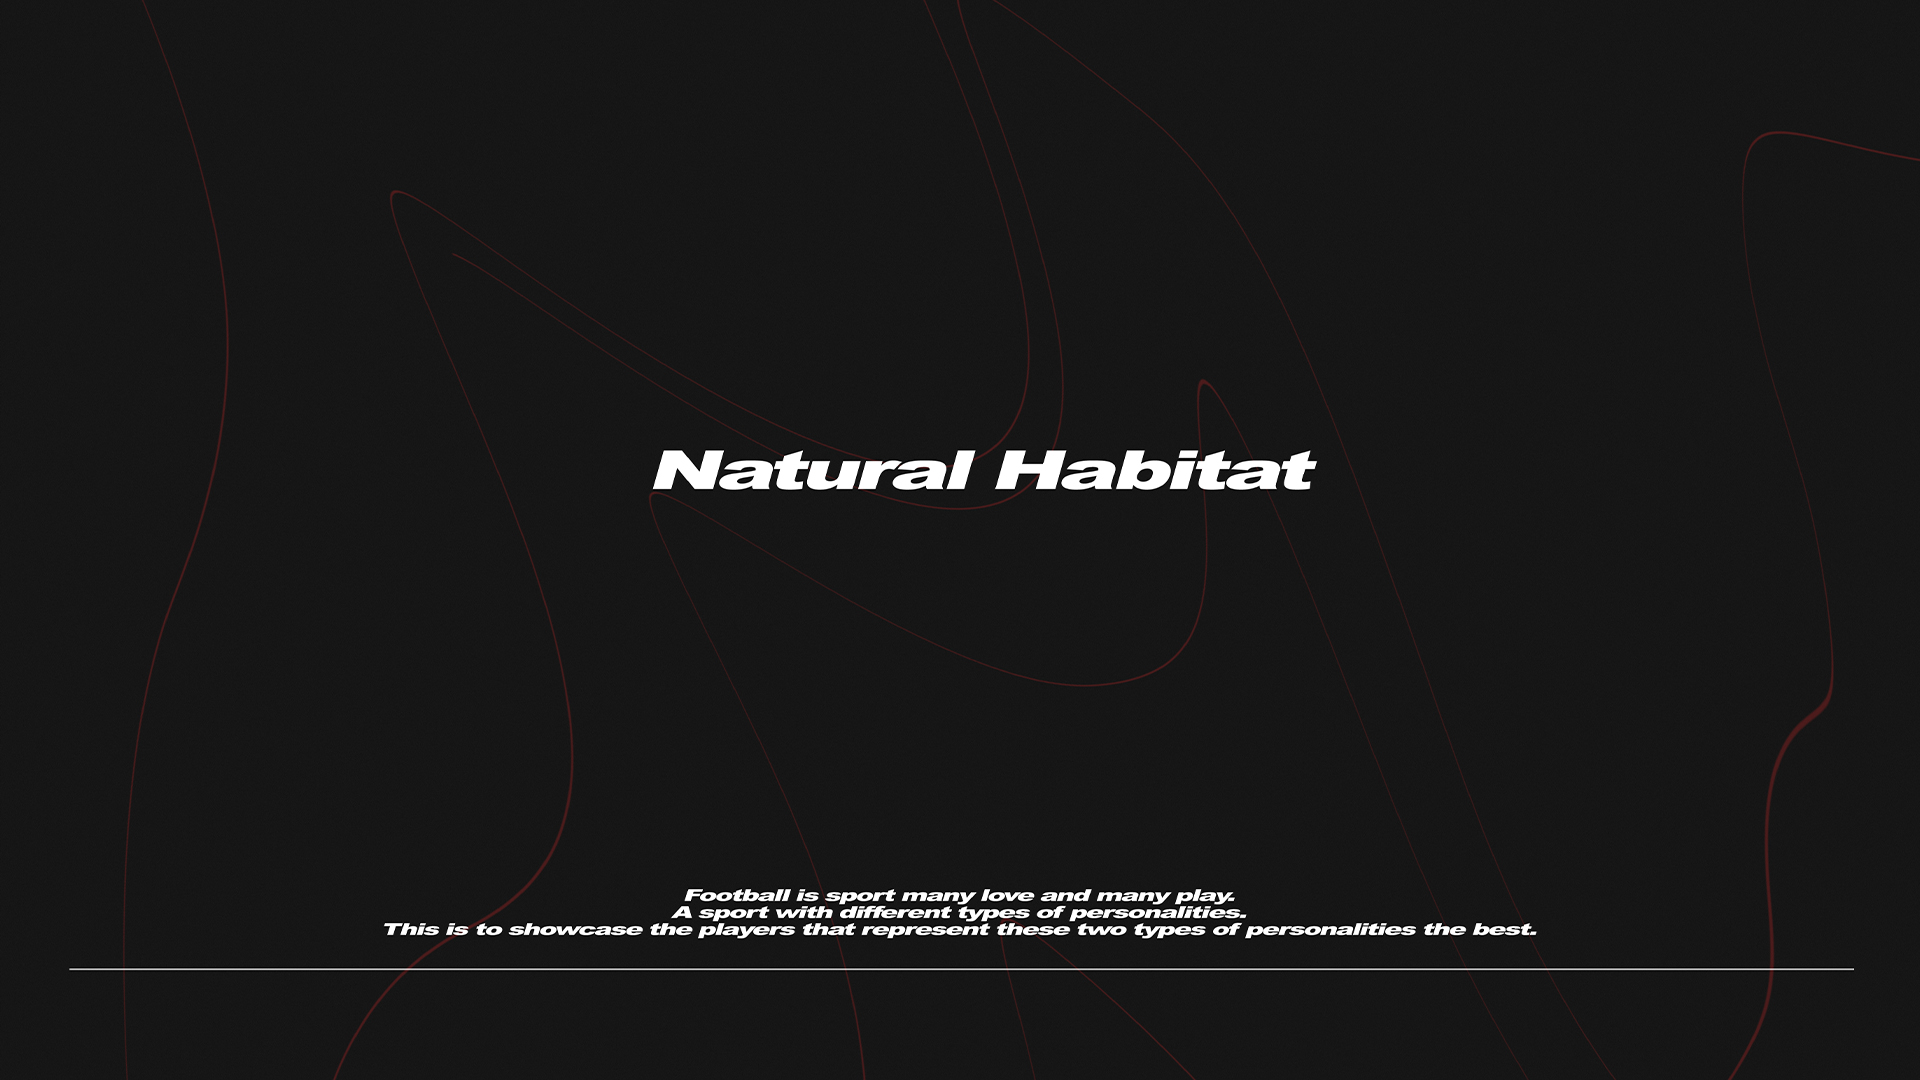 Natural Habitat
Football is sport many love and many play.
A sport with different types of personalities.
This is to showcase the players that represent these two types of personalities the best.